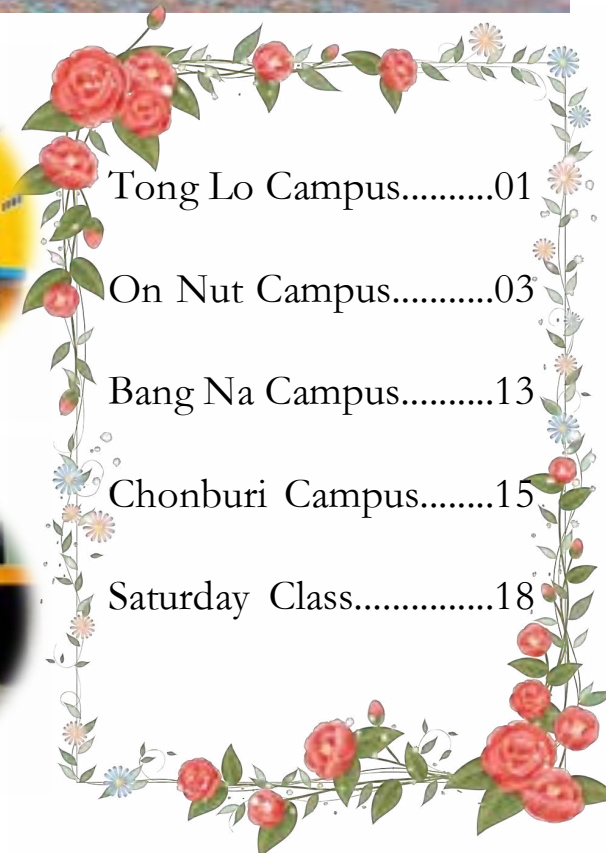 Tong Lo Campus..........01
On Nut Campus...........03
Bang Na Campus..........13
Chonburi Campus........15
Saturday Class...............18